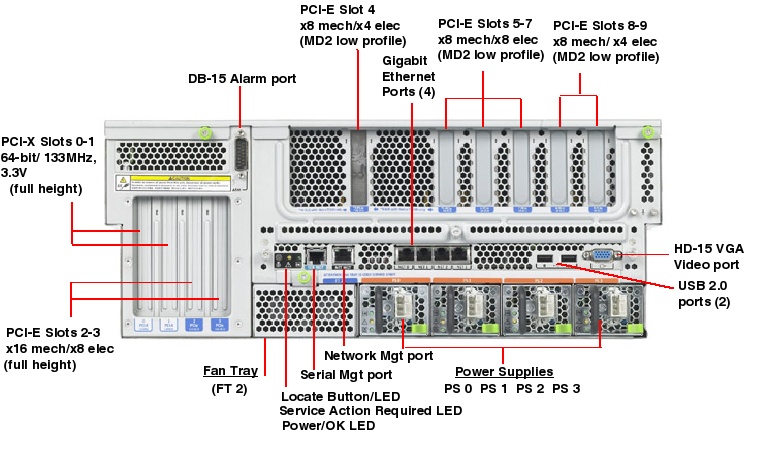 PCI-E Slot 4
x8 mech/x4 elec
(MD2 low profile)
PCI-E Slots 5-7
x8 mech/x8 elec
(MD2 low profile)
PCI-E Slots 8-9
x8 mech/ x4 elec
(MD2 low profile)
Gigabit
Ethernet
Ports (4)
DB-15 Alarm port
PCI-X Slots 0-1
64-bit/ 133MHz,
3.3V
(full height)
CAUTION
HD-15 VGA
Video port
USB 2.0
ports (2)
PCI-E Slots 2-3
x16 mech/x8 elec
(full height)
Network Mgt port
Fan Tray
(FT 2)
Serial Mgt port
Power Supplies
PS 0 PS 1 PS 2 PS 3
Locate Button/LED
Service Action Required LED
Power/OK LED